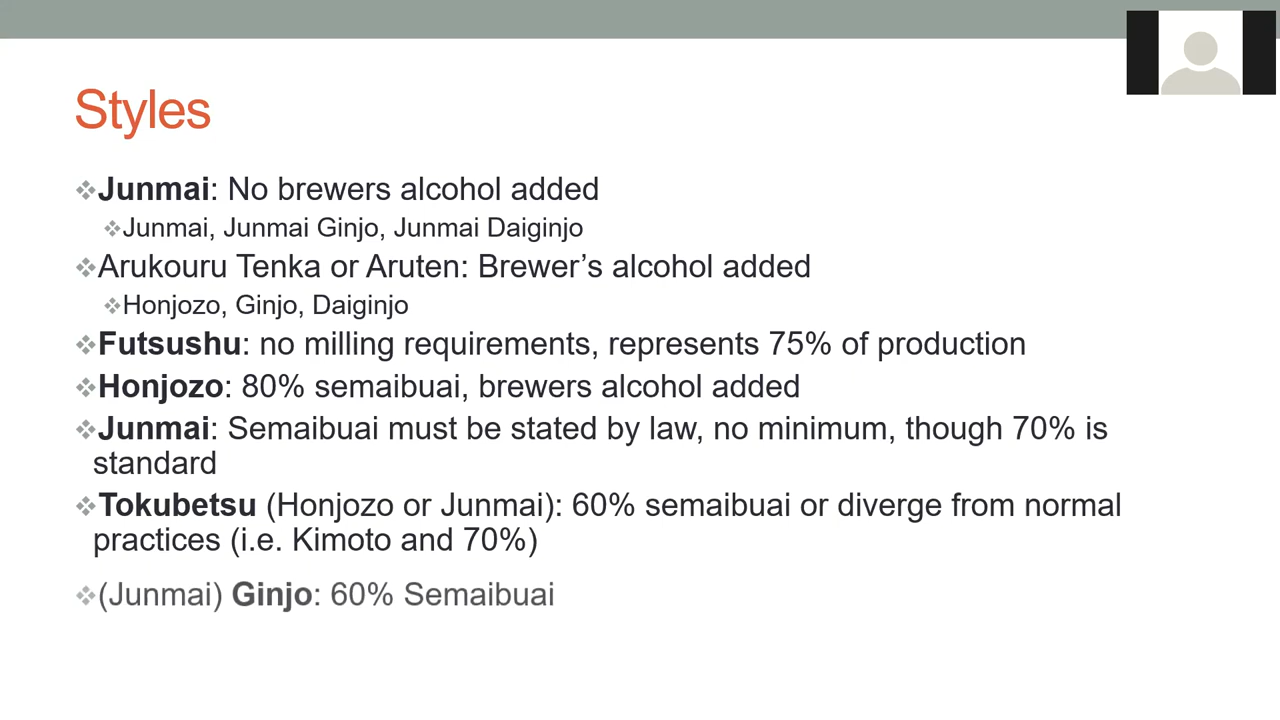 Styles
❖Junmai: No brewers alcohol added
❖Junmai, Junmai Ginjo, Junmai Daiginjo
❖Arukouru Tenka or Aruten: Brewer’s alcohol added
❖Honjozo, Ginjo, Daiginjo
❖Futsushu: no milling requirements, represents 75% of production
❖Honjozo: 80% semaibuai, brewers alcohol added
❖Junmai: Semaibuai must be stated by law, no minimum, though 70% is
standard
❖Tokubetsu (Honjozo or Junmai): 60% semaibuai or diverge from normal
practices (i.e. Kimoto and 70%)
❖(Junmai) Ginjo: 60% Semaibuai